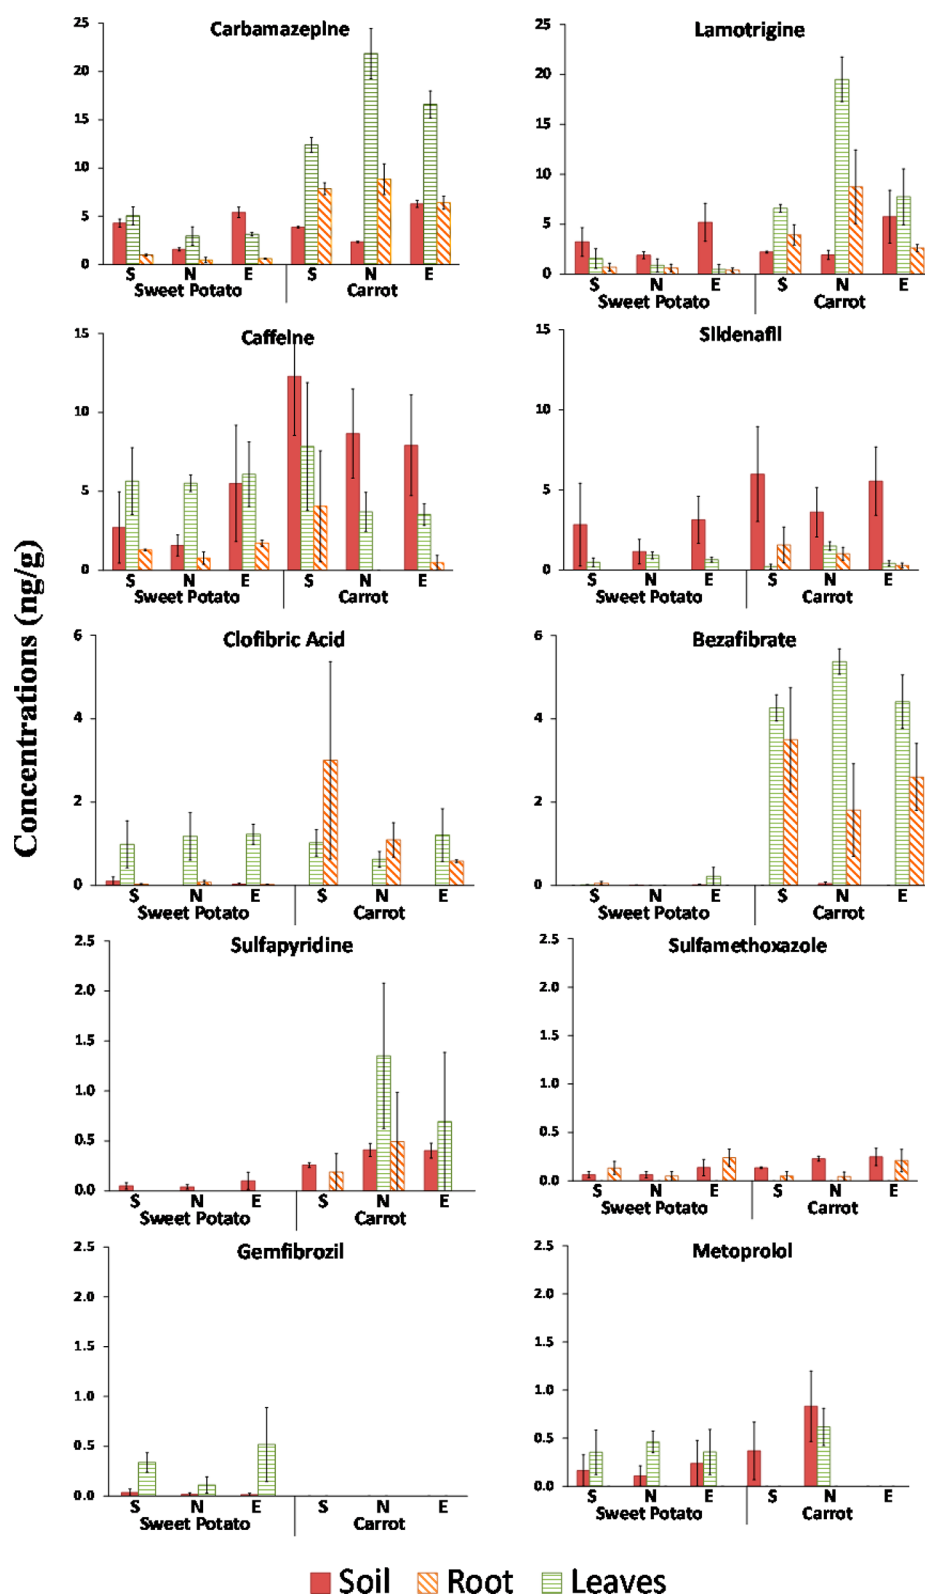 Carbamazepine
25
20
15
10
5
0
S N E S N E
Sweet Potato Carrot
Lamotrigine
25
20
15
10
5
0
S N E S N E
Sweet Potato Carrot
Caffeine
15
10
5
0
S N E S N E
Sweet Potato Carrot
Sildenafil
15
10
5
0
S N E S N E
Sweet Potato Carrot
Concentrations (ng/g)
Clofibric Acid
6
4
2
0
S N E S N E
Sweet Potato Carrot
Bezafibrate
6
4
2
0
S N E S N E
Sweet Potato Carrot
Sulfapyridine
2.5
2.0
1.5
1.0
0.5
0.0
S N E S N E
Sweet Potato Carrot
Sulfamethoxazole
2.5
2.0
1.5
1.0
0.5
0.0
S N E S N E
Sweet Potato Carrot
Gemfibrozil
2.5
2.0
1.5
1.0
0.5
0.0
S N E S N E
Sweet Potato Carrot
Metoprolol
2.5
2.0
1.5
1.0
0.5
0.0
S N E S N E
Sweet Potato Carrot
Soil Root Leaves